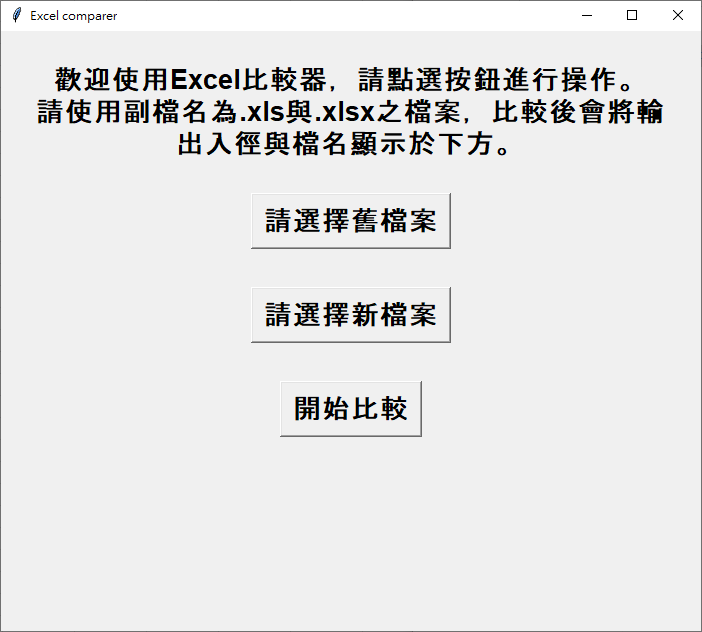 Excel comparer
歡迎使用Excel比較器，請點選按鈕進行操作。
請使用副檔名為.xls與.xlsx之檔案，比較後會將輸
出入徑與檔名顯示於下方。
請選擇舊檔案
請選擇新檔案
開始比較